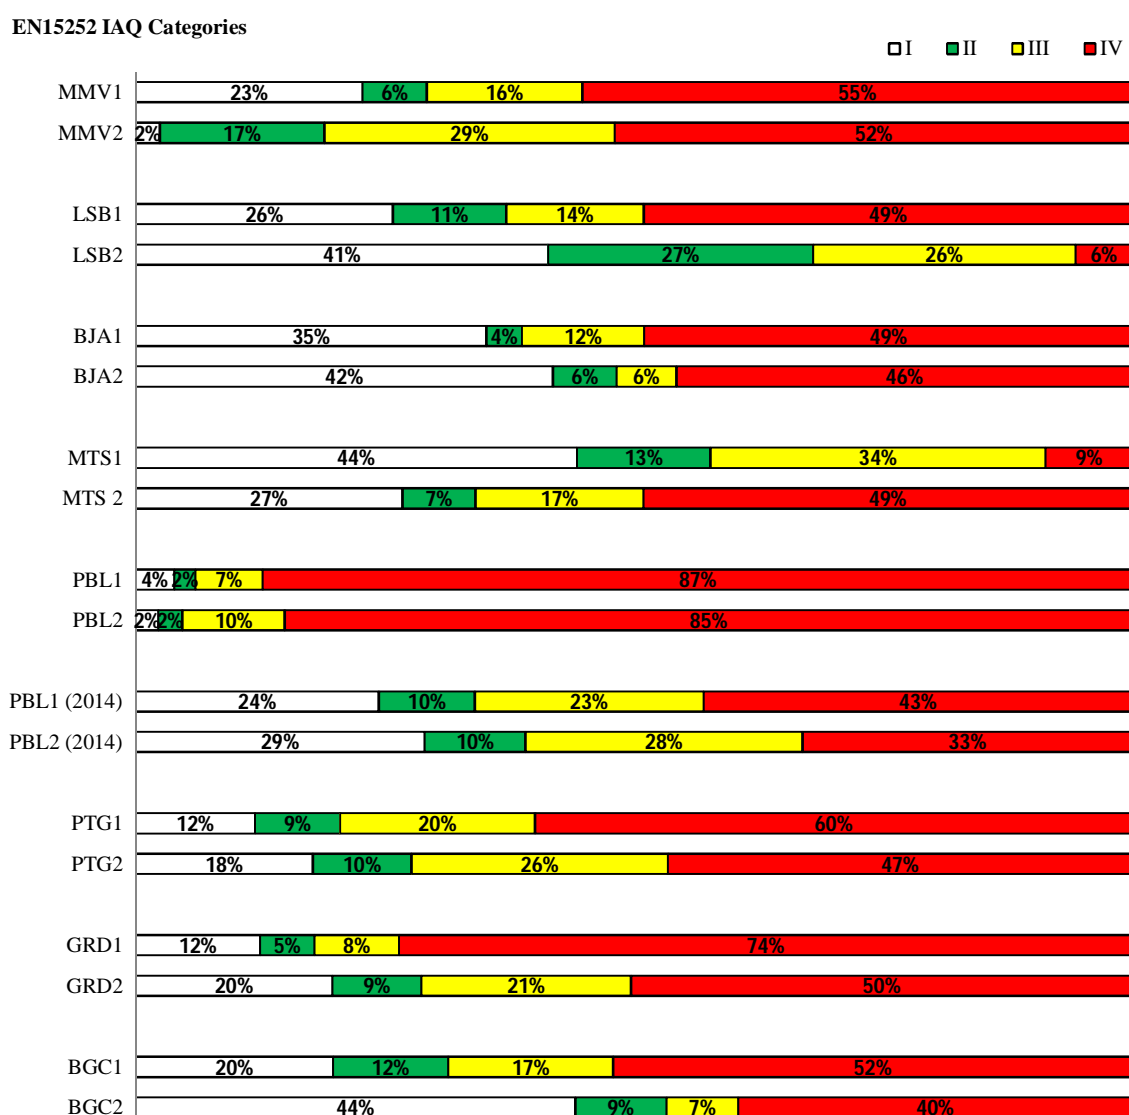 EN15252 IAQ Categories
I II III IV
MMV1 23% 6% 16% 55%
MMV2 2% 17% 29% 52%
LSB1 26% 11% 14% 49%
LSB2 41% 27% 26% 6%
BJA1 35% 4% 12% 49%
BJA2 42% 6% 6% 46%
MTS1 44% 13% 34% 9%
MTS 2 27% 7% 17% 49%
PBL1 4% 2% 7% 87%
PBL2 2% 2% 10% 85%
PBL1 (2014) 24% 10% 23% 43%
PBL2 (2014) 29% 10% 28% 33%
PTG1 12% 9% 20% 60%
PTG2 18% 10% 26% 47%
GRD1 12% 5% 8% 74%
GRD2 20% 9% 21% 50%
BGC1 20% 12% 17% 52%
BGC2 44% 9% 7% 40%